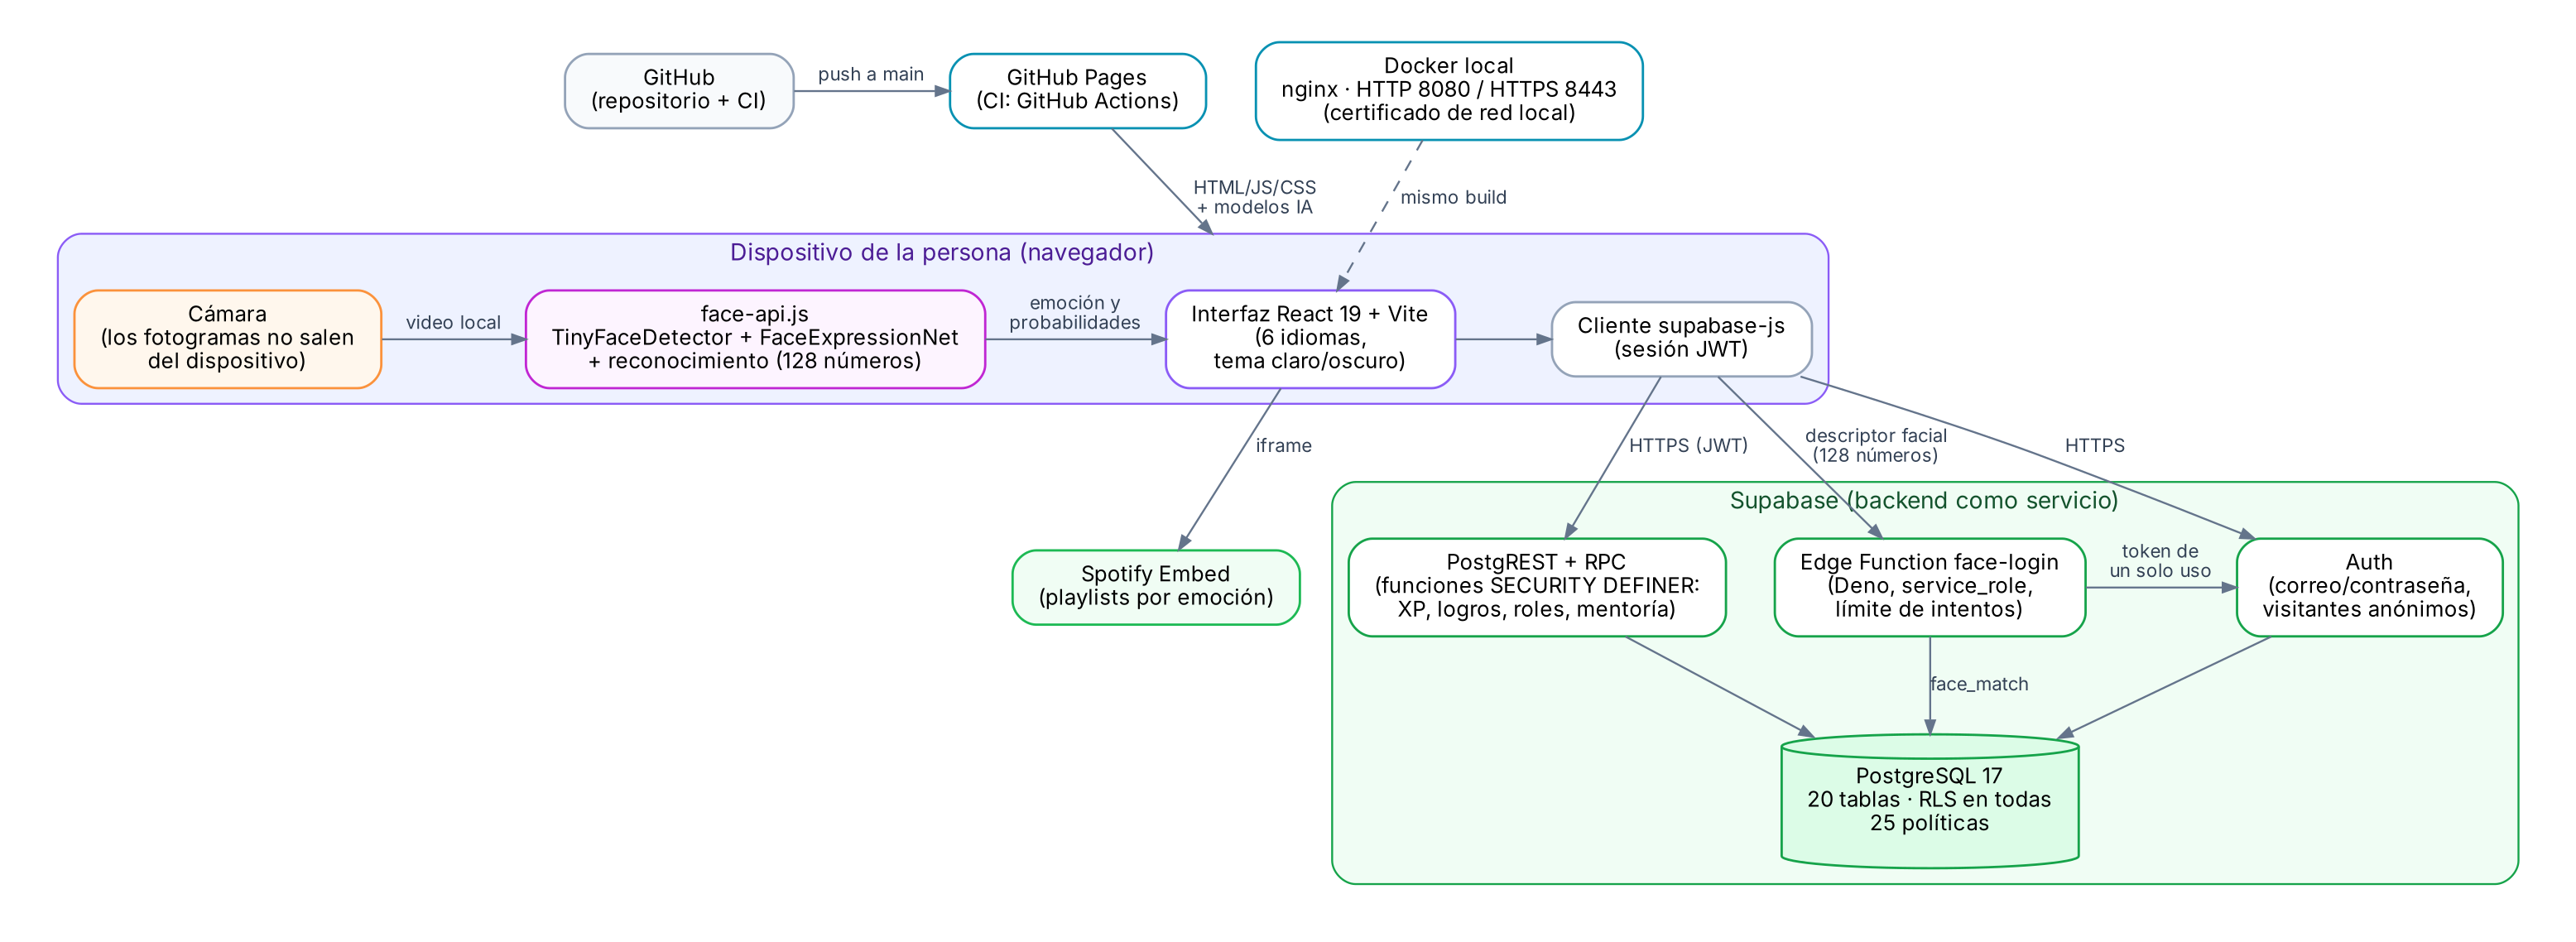 GitHub
(repositorio + CI)
push a main
GitHub Pages
(CI: GitHub Actions)
Docker local
nginx · HTTP 8080 / HTTPS 8443
(certificado de red local)
HTML/JS/CSS
+ modelos IA
mismo build
Dispositivo de la persona (navegador)
Cámara
(los fotogramas no salen
del dispositivo)
video local
face-api.js
TinyFaceDetector + FaceExpressionNet
+ reconocimiento (128 números)
emoción y
probabilidades
Interfaz React 19 + Vite
(6 idiomas,
tema claro/oscuro)
Cliente supabase-js
(sesión JWT)
iframe
HTTPS (JWT)
descriptor facial
(128 números)
HTTPS
Spotify Embed
(playlists por emoción)
Supabase (backend como servicio)
PostgREST + RPC
(funciones SECURITY DEFINER:
XP, logros, roles, mentoría)
Edge Function face-login
(Deno, service_role,
límite de intentos)
token de
un solo uso
Auth
(correo/contraseña,
visitantes anónimos)
face_match
PostgreSQL 17
20 tablas · RLS en todas
25 políticas